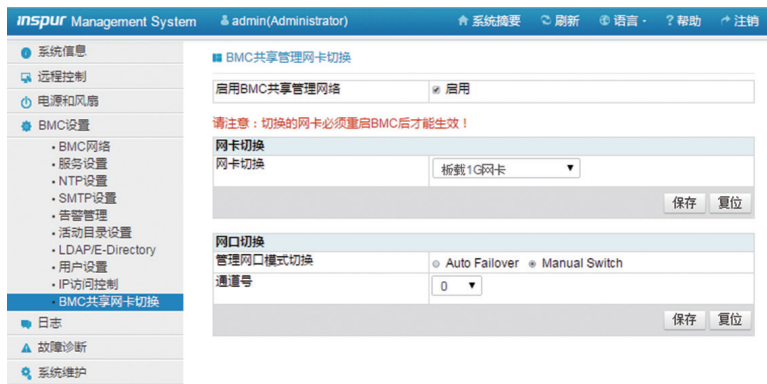 inspur Management System admin(Administrator) 系统摘要 刷新 语言 - ?帮助 注销
系统信息
远程控制
电源和风扇
BMC设置
• BMC网络
• 服务设置
• NTP设置
• SMTP设置
• 告警管理
• 活动目录设置
• LDAP/E-Directory
• 用户设置
• IP访问控制
• BMC共享网卡切换
日志
故障诊断
系统维护
BMC共享管理网卡切换
启用BMC共享管理网络 启用
请注意：切换的网卡必须重启BMC后才能生效！
网卡切换
网卡切换 板载1G网卡
保存 复位
网口切换
管理网口模式切换 Auto Failover Manual Switch
通道号 0
保存 复位